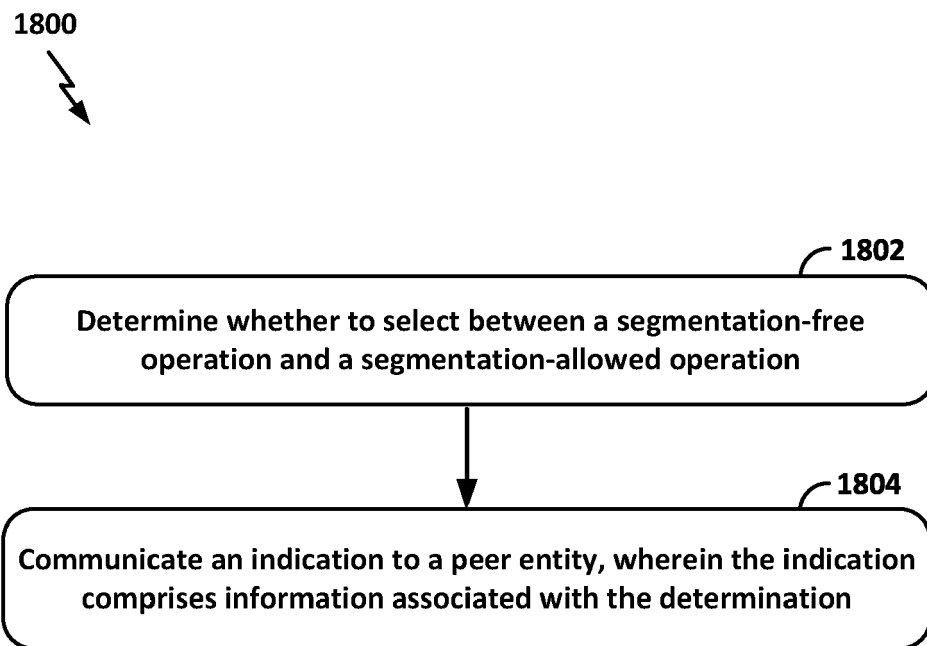 1800
1802
Determine whether to select between a segmentation-free
operation and a segmentation-allowed operation
1804
Communicate an indication to a peer entity, wherein the indication
comprises information associated with the determination